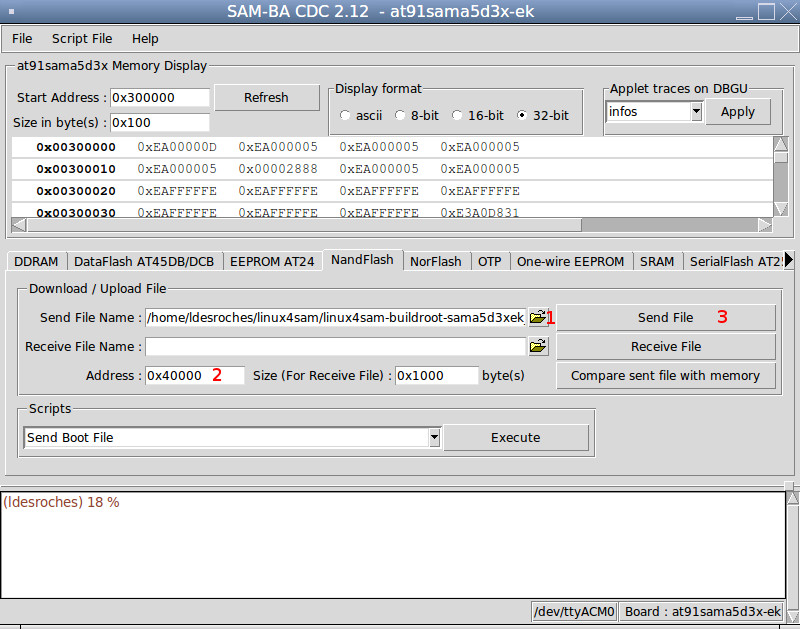 SAM-BA CDC 2.12 - at91sama5d3x-ek
File Script File Help
at91sama5d3x Memory Display
Start Address : 0x300000 Refresh
Size in byte(s) : 0x100
Display format
ascii 8-bit 16-bit 32-bit
Applet traces on DBGU
infos Apply
0x00300000 0xEA00000D 0xEA000005 0xEA000005 0xEA000005
0x00300010 0xEA000005 0x00002888 0xEA000005 0xEA000005
0x00300020 0xEAFFFFFE 0xEAFFFFFE 0xEAFFFFFE 0xEAFFFFFE
0x00300030 0xEAFFFFFE 0xEAFFFFFE 0xEAFFFFFE 0xE3A0D831
DDRAM DataFlash AT45DB/DCB EEPROM AT24 NandFlash NorFlash OTP One-wire EEPROM SRAM SerialFlash AT25
Download / Upload File
Send File Name : /home/ldesroches/linux4sam/linux4sam-buildroot-sama5d3xek 1 Send File 3
Receive File Name : Receive File
Address : 0x40000 2 Size (For Receive File) : 0x1000 byte(s) Compare sent file with memory
Scripts
Send Boot File Execute
(ldesroches) 18 %
/dev/ttyACM0 Board : at91sama5d3x-ek